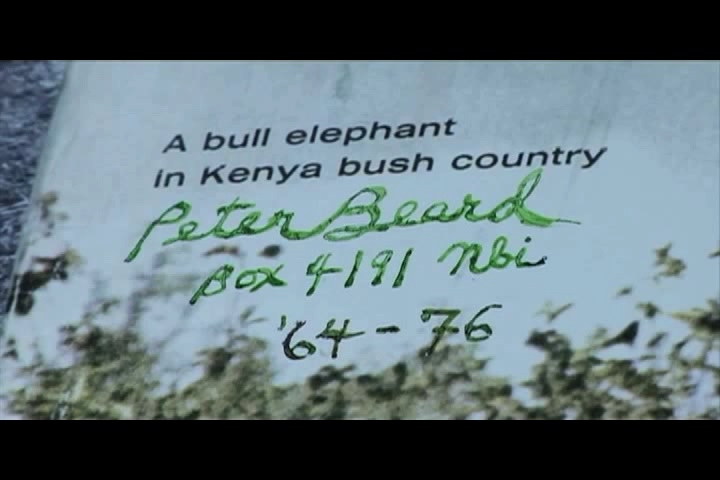 A bull elephant
in Kenya bush country
Peter Beard
Box 4191 Nbi
'64-76